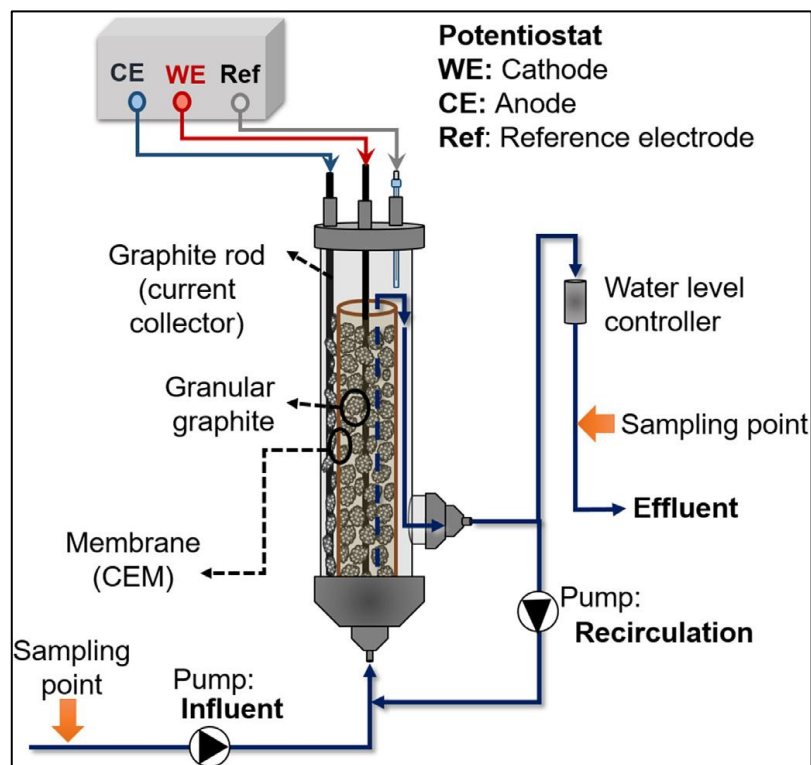 CE WE Ref
Potentiostat
WE: Cathode
CE: Anode
Ref: Reference electrode
Graphite rod
(current
collector)
Granular
graphite
Membrane
(CEM)
Water level
controller
Sampling point
Effluent
Pump:
Recirculation
Sampling
point
Pump:
Influent